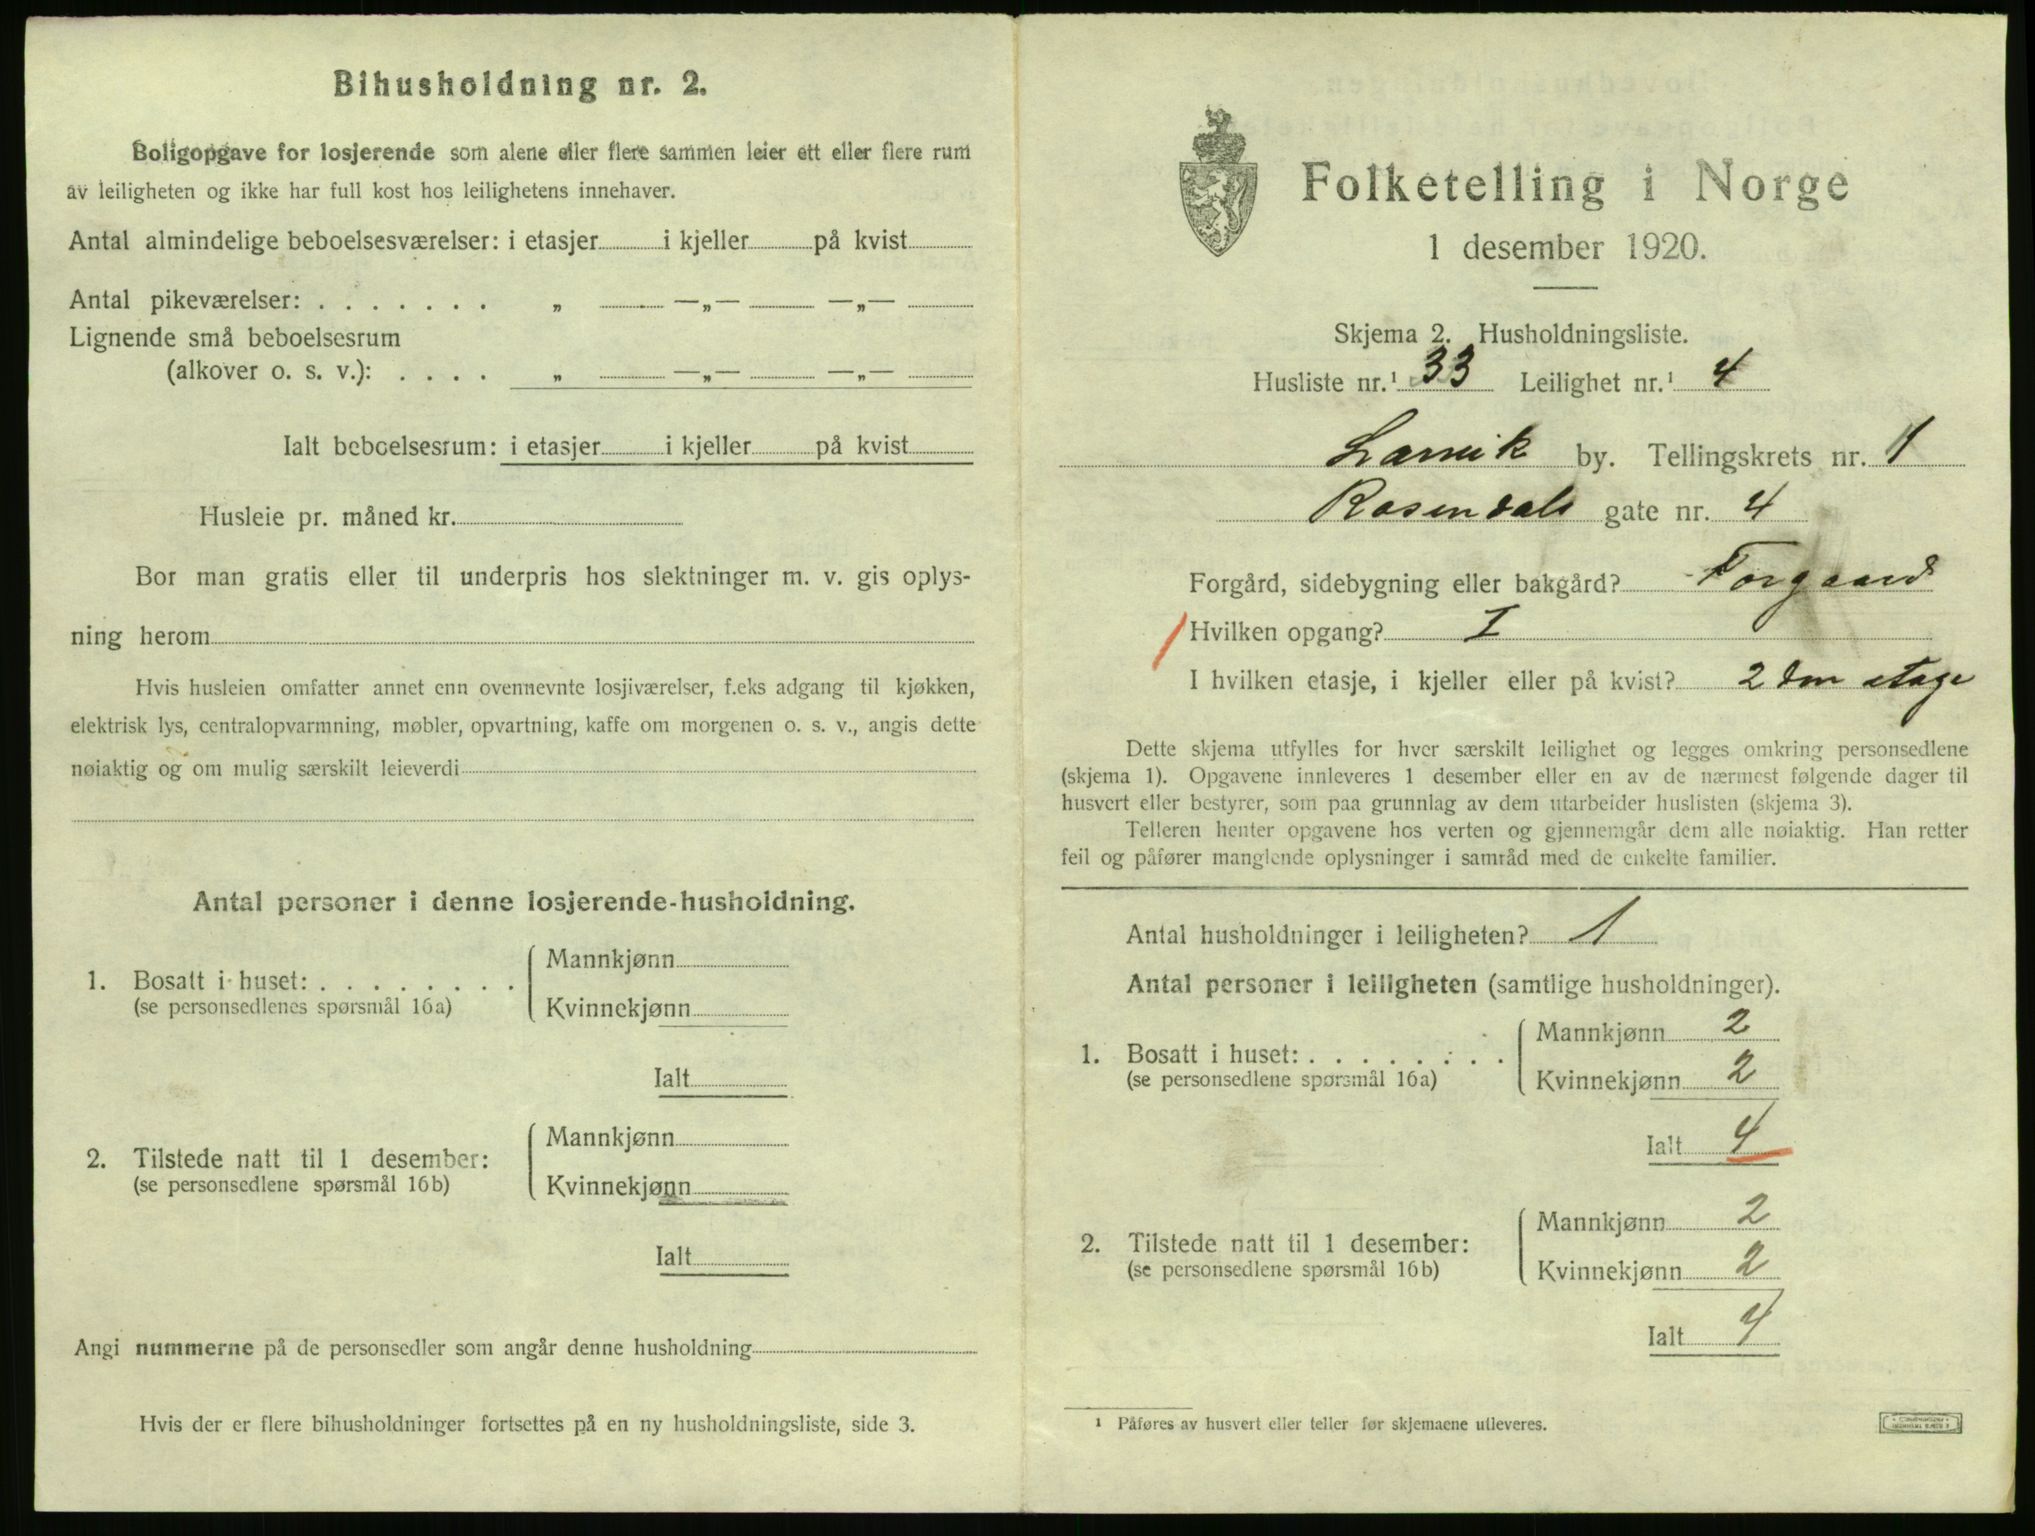 Bihusholdning nr. 2.
Boligopgave for losjerende som alene eller flere sammen leier ett eller flere rum
av leiligheten og ikke har full kost hos leilighetens innehaver.
Antal almindelige beboelsesværelser: i etasjer i kjeller på kvist
Antal pikeværelser: . . . . . . . „ —„— —„—
Lignende små beboelsesrum
(alkover o. s. v.): . . . . „ —„— —„—
Ialt beboelsesrum: i etasjer i kjeller på kvist
Husleie pr. måned kr.
Bor man gratis eller til underpris hos slektninger m. v. gis oplys-
ning herom
Hvis husleien omfatter annet enn ovennevnte losjiværelser, f.eks adgang til kjøkken,
elektrisk lys, centralopvarmning, møbler, opvartning, kaffe om morgenen o. s. v., angis dette
nøiaktig og om mulig særskilt leieverdi
Antal personer i denne losjerende-husholdning.
1. Bosatt i huset: . . . . . . . .
(se personsedlenes spørsmål 16a)
Mannkjønn
Kvinnekjønn
Ialt
2. Tilstede natt til 1 desember:
(se personsedlene spørsmål 16b)
Mannkjønn
Kvinnekjønn
Ialt
Angi nummerne på de personsedler som angår denne husholdning
Hvis der er flere bihusholdninger fortsettes på en ny husholdningsliste, side 3.
Folketelling i Norge
1 desember 1920.
Skjema 2. Husholdningsliste.
Husliste nr.¹ 33 Leilighet nr.¹ 4
Larvik by. Tellingskrets nr. 1
Rosendals gate nr. 4
Forgård, sidebygning eller bakgård? Forgaard
Hvilken opgang? I
I hvilken etasje, i kjeller eller på kvist? 2den etage
Dette skjema utfylles for hver særskilt leilighet og legges omkring personsedlene
(skjema 1). Opgavene innleveres 1 desember eller en av de nærmest følgende dager til
husvert eller bestyrer, som paa grunnlag av dem utarbeider huslisten (skjema 3).
Telleren henter opgavene hos verten og gjennemgår dem alle nøiaktig. Han retter
feil og påfører manglende oplysninger i samråd med de enkelte familier.
Antal husholdninger i leiligheten? 1
Antal personer i leiligheten (samtlige husholdninger).
1. Bosatt i huset: . . . . . . . .
(se personsedlene spørsmål 16a)
Mannkjønn 2
Kvinnekjønn 2
Ialt 4
2. Tilstede natt til 1 desember:
(se personsedlene spørsmål 16b)
Mannkjønn 2
Kvinnekjønn 2
Ialt 4
¹ Påføres av husvert eller teller før skjemaene utleveres.